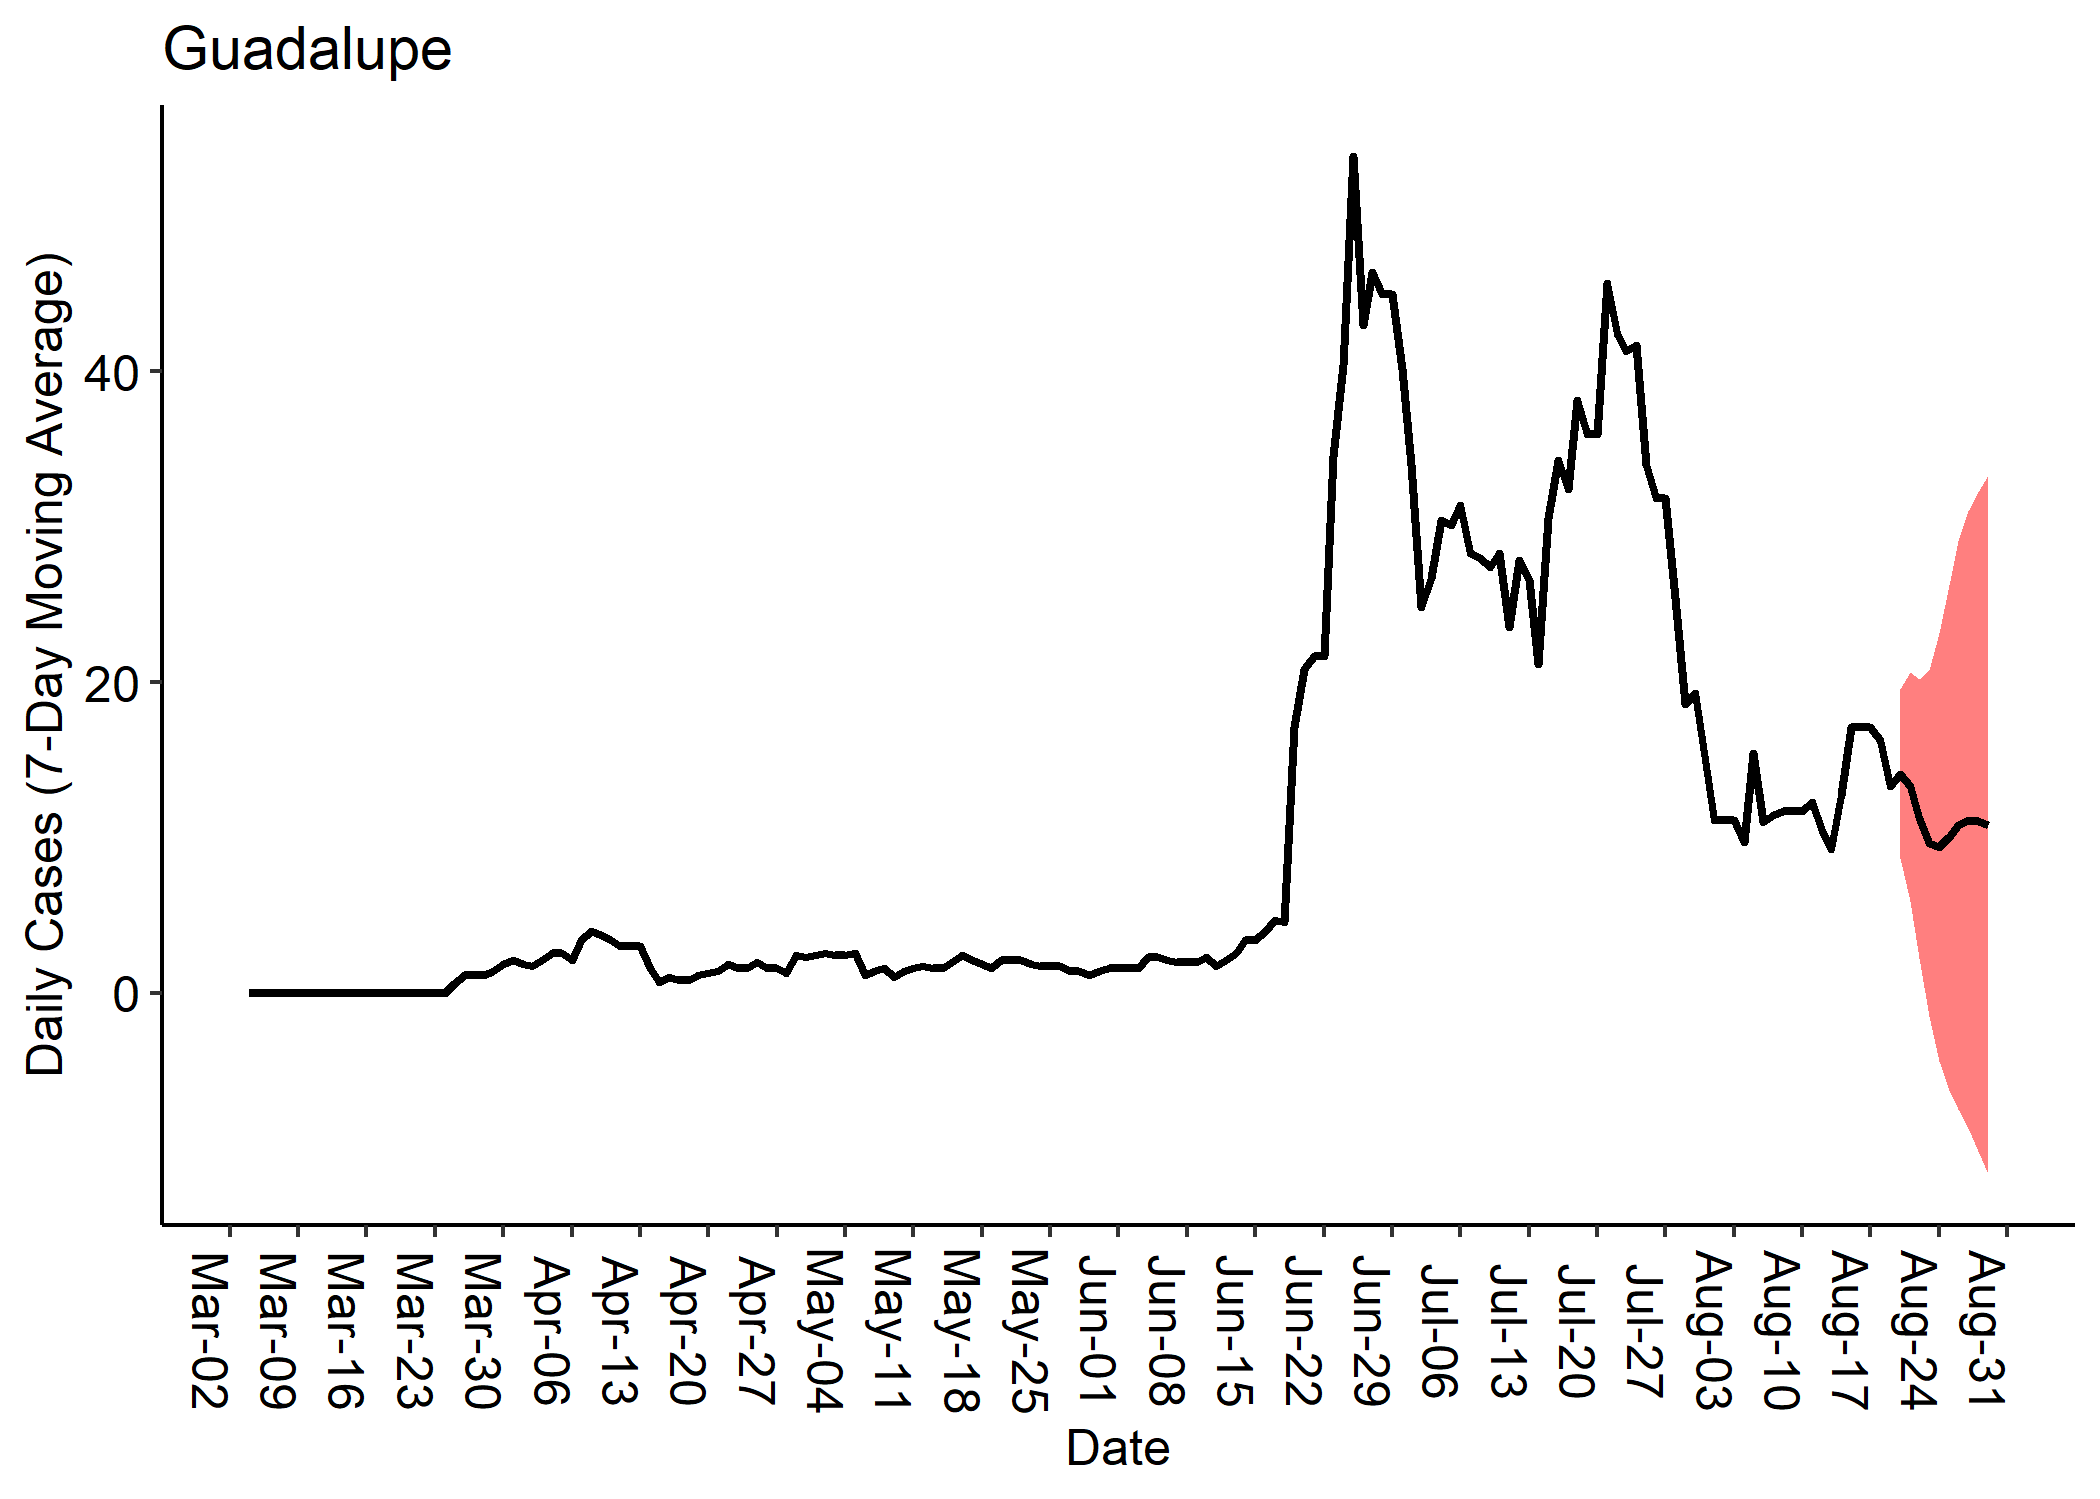 Guadalupe
Daily Cases (7-Day Moving Average)
40
20
0
Mar-02
Mar-09
Mar-16
Mar-23
Mar-30
Apr-06
Apr-13
Apr-20
Apr-27
May-04
May-11
May-18
May-25
Jun-01
Jun-08
Jun-15
Jun-22
Jun-29
Jul-06
Jul-13
Jul-20
Jul-27
Aug-03
Aug-10
Aug-17
Aug-24
Aug-31
Date